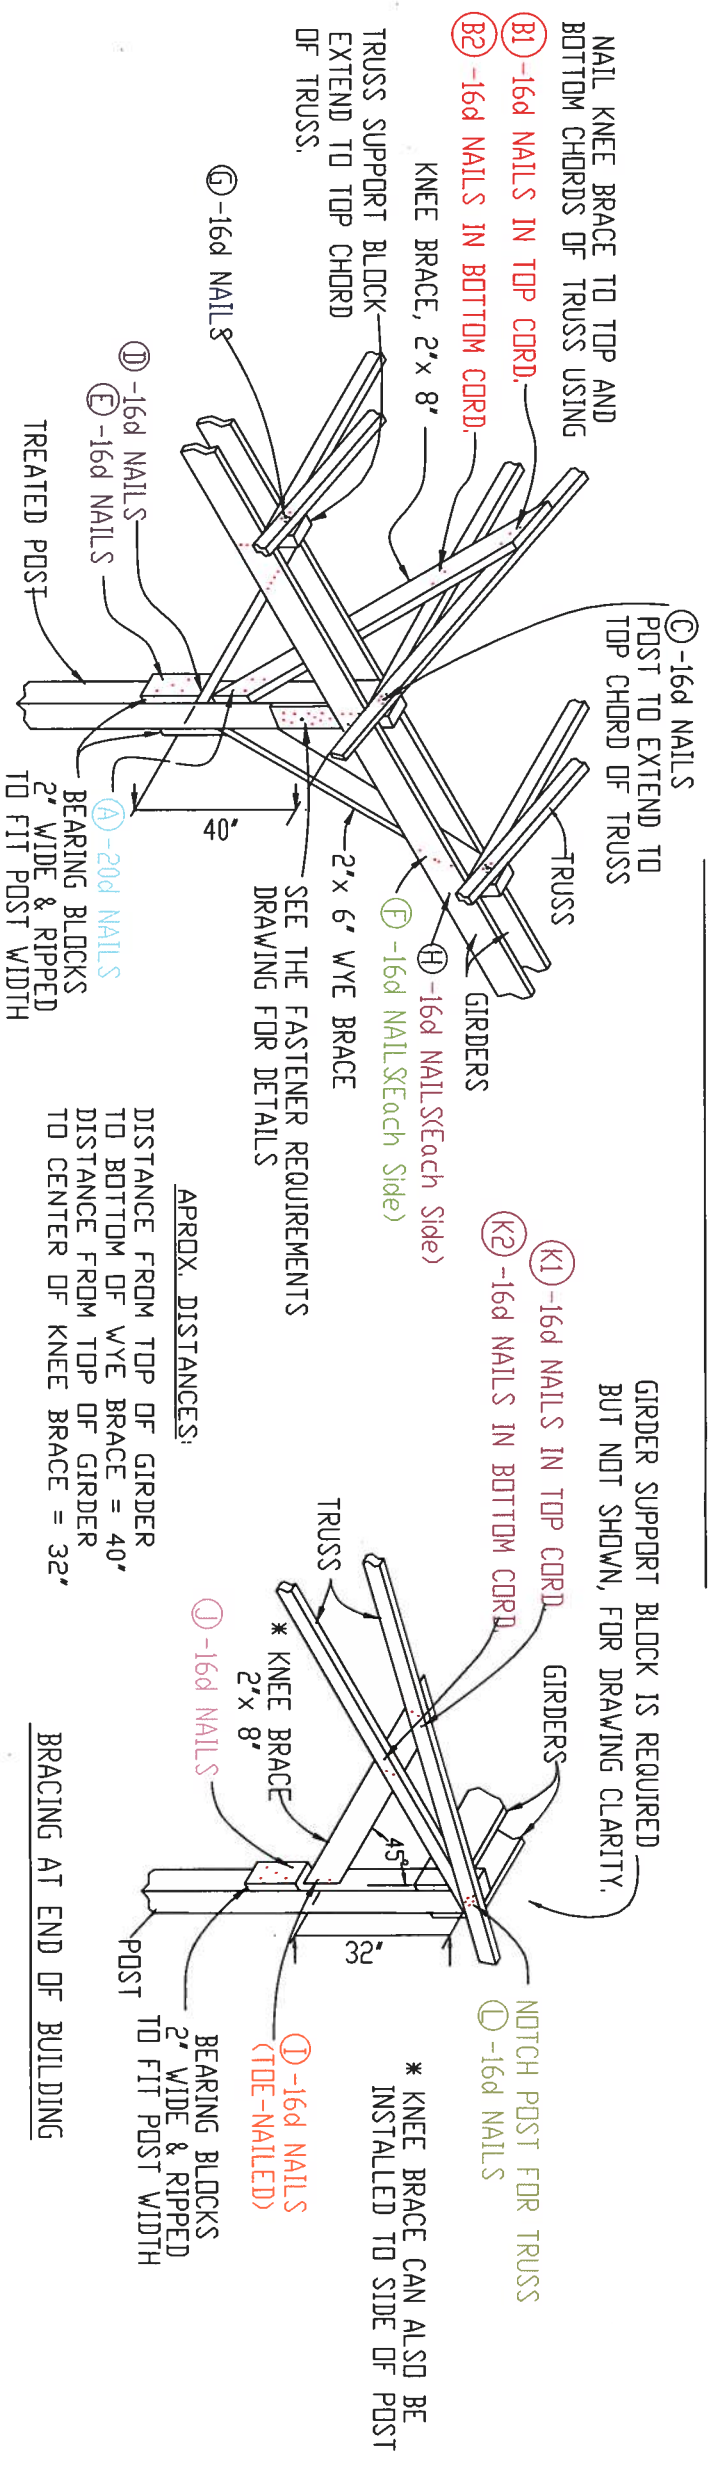 NAIL KNEE BRACE TO TOP AND
BOTTOM CHORDS OF TRUSS USING
B1 -16d NAILS IN TOP CORD.
B2 -16d NAILS IN BOTTOM CORD.
KNEE BRACE, 2"x 8"
TRUSS SUPPORT BLOCK
EXTEND TO TOP CHORD
OF TRUSS.
G -16d NAILS
D -16d NAILS
E -16d NAILS
TREATED POST
C -16d NAILS
POST TO EXTEND TO
TOP CHORD OF TRUSS
TRUSS
GIRDERS
H -16d NAILS(Each Side)
F -16d NAILS(Each Side)
2"x 6" WYE BRACE
SEE THE FASTENER REQUIREMENTS
DRAWING FOR DETAILS
40"
A -20d NAILS
BEARING BLOCKS
2" WIDE & RIPPED
TO FIT POST WIDTH
APROX. DISTANCES:
DISTANCE FROM TOP OF GIRDER
TO BOTTOM OF WYE BRACE = 40"
DISTANCE FROM TOP OF GIRDER
TO CENTER OF KNEE BRACE = 32"
GIRDER SUPPORT BLOCK IS REQUIRED
BUT NOT SHOWN, FOR DRAWING CLARITY.
K1 -16d NAILS IN TOP CORD
K2 -16d NAILS IN BOTTOM CORD
GIRDERS
TRUSS
* KNEE BRACE
2"x 8"
J -16d NAILS
45°
32"
NOTCH POST FOR TRUSS
L -16d NAILS
* KNEE BRACE CAN ALSO BE
INSTALLED TO SIDE OF POST
I -16d NAILS
(TOE-NAILED)
BEARING BLOCKS
2" WIDE & RIPPED
TO FIT POST WIDTH
POST
BRACING AT END OF BUILDING